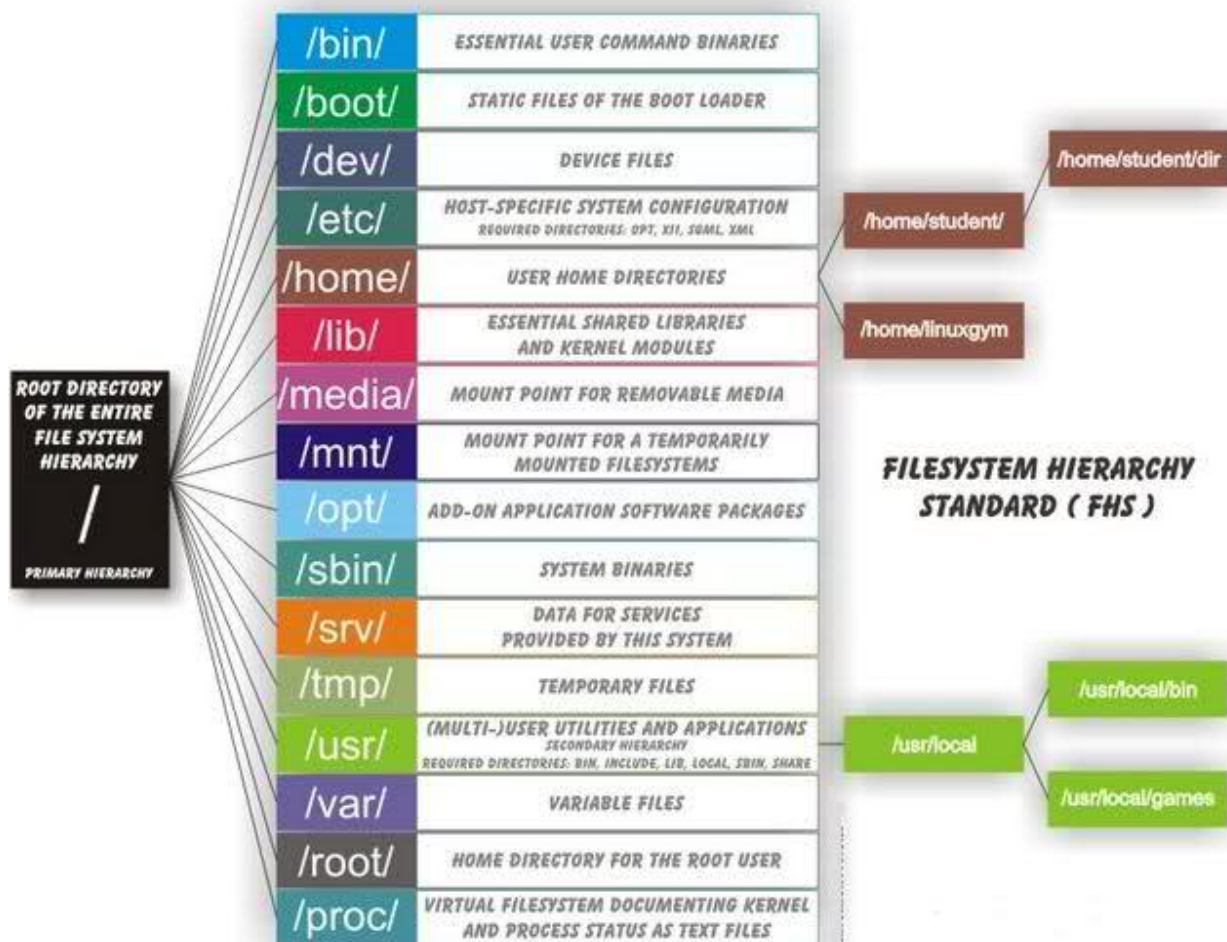 ROOT DIRECTORY
OF THE ENTIRE
FILE SYSTEM
HIERARCHY
/
PRIMARY HIERARCHY
/bin/
ESSENTIAL USER COMMAND BINARIES
/boot/
STATIC FILES OF THE BOOT LOADER
/dev/
DEVICE FILES
/etc/
HOST-SPECIFIC SYSTEM CONFIGURATION
REQUIRED DIRECTORIES: OPT, XII, SGML, XML
/home/
USER HOME DIRECTORIES
/lib/
ESSENTIAL SHARED LIBRARIES
AND KERNEL MODULES
/media/
MOUNT POINT FOR REMOVABLE MEDIA
/mnt/
MOUNT POINT FOR A TEMPORARILY
MOUNTED FILESYSTEMS
/opt/
ADD-ON APPLICATION SOFTWARE PACKAGES
/sbin/
SYSTEM BINARIES
/srv/
DATA FOR SERVICES
PROVIDED BY THIS SYSTEM
/tmp/
TEMPORARY FILES
/usr/
(MULTI-)USER UTILITIES AND APPLICATIONS
SECONDARY HIERARCHY
REQUIRED DIRECTORIES: BIN, INCLUDE, LIB, LOCAL, SBIN, SHARE
/var/
VARIABLE FILES
/root/
HOME DIRECTORY FOR THE ROOT USER
/proc/
VIRTUAL FILESYSTEM DOCUMENTING KERNEL
AND PROCESS STATUS AS TEXT FILES
/home/student/
/home/student/dir
/home/linuxgym
FILESYSTEM HIERARCHY
STANDARD ( FHS )
/usr/local
/usr/local/bin
/usr/local/games